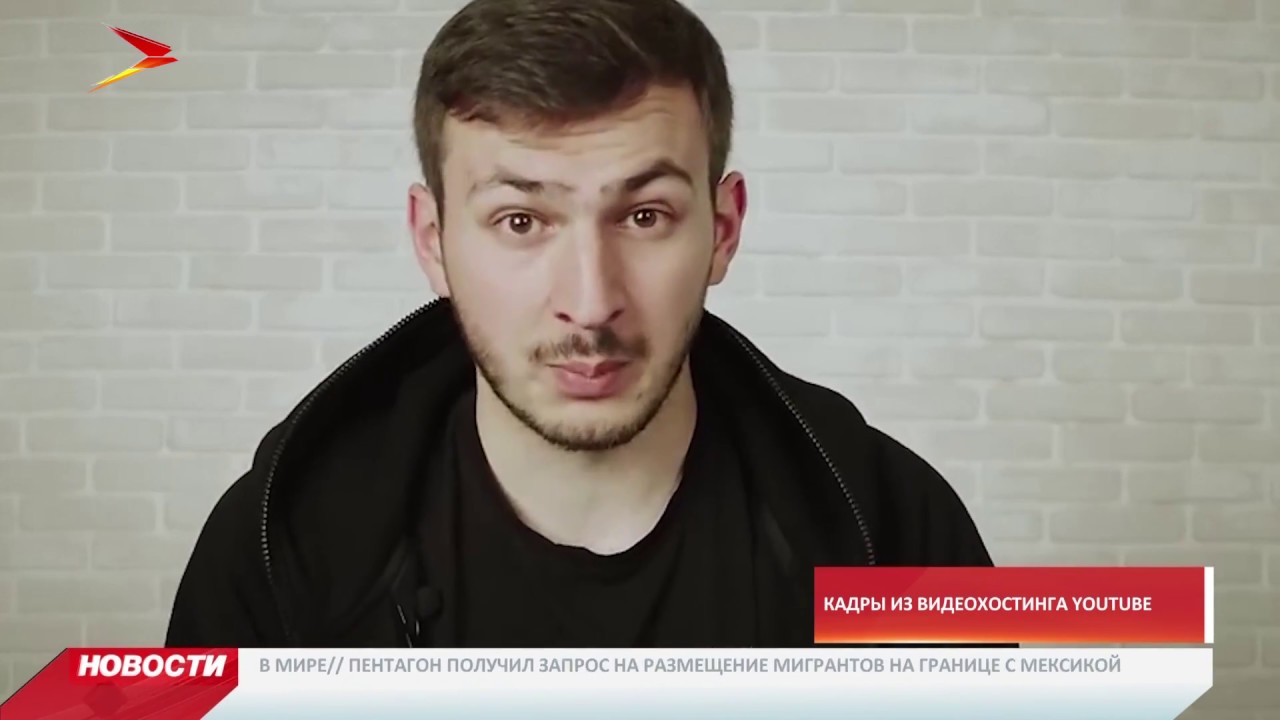 КАДРЫ ИЗ ВИДЕОХОСТИНГА YOUTUBE
НОВОСТИ
В МИРЕ// ПЕНТАГОН ПОЛУЧИЛ ЗАПРОС НА РАЗМЕЩЕНИЕ МИГРАНТОВ НА ГРАНИЦЕ С МЕКСИКОЙ